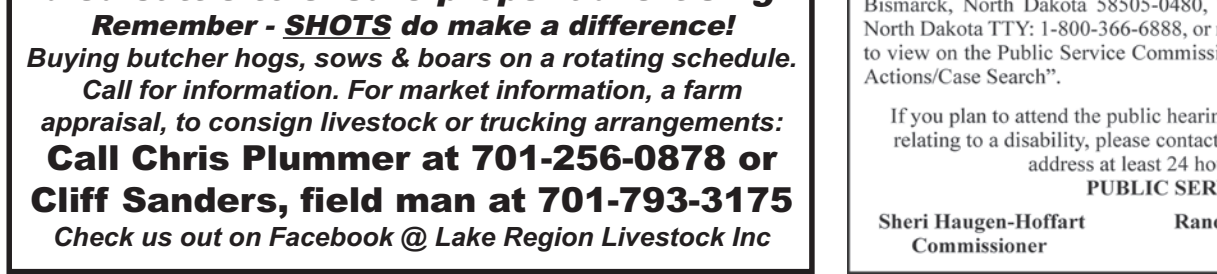 Remember - SHOTS do make a difference!
Buying butcher hogs, sows & boars on a rotating schedule.
Call for information. For market information, a farm
appraisal, to consign livestock or trucking arrangements:
Call Chris Plummer at 701-256-0878 or
Cliff Sanders, field man at 701-793-3175
Check us out on Facebook @ Lake Region Livestock Inc
Bismarck, North Dakota 58505-0480,
North Dakota TTY: 1-800-366-6888, or
to view on the Public Service
Actions/Case Search”.
If you plan to attend the public
relating to a disability, please contact
address at least 24
PUBLIC
Sheri Haugen-Hoffart
Commissioner